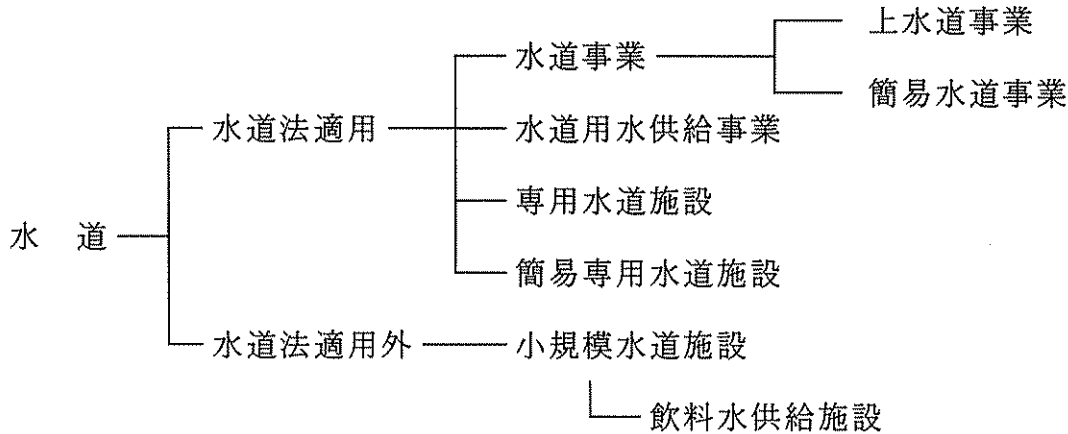 上水道事業
水道事業
簡易水道事業
水道法適用
水道用水供給事業
専用水道施設
水 道
簡易専用水道施設
水道法適用外
小規模水道施設
飲料水供給施設